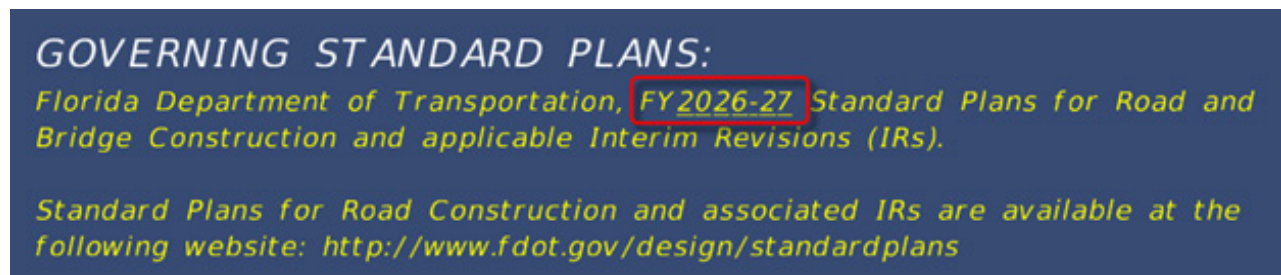 GOVERNING STANDARD PLANS:
Florida Department of Transportation, FY2026-27 Standard Plans for Road and
Bridge Construction and applicable Interim Revisions (IRs).
Standard Plans for Road Construction and associated IRs are available at the
following website: http://www.fdot.gov/design/standardplans